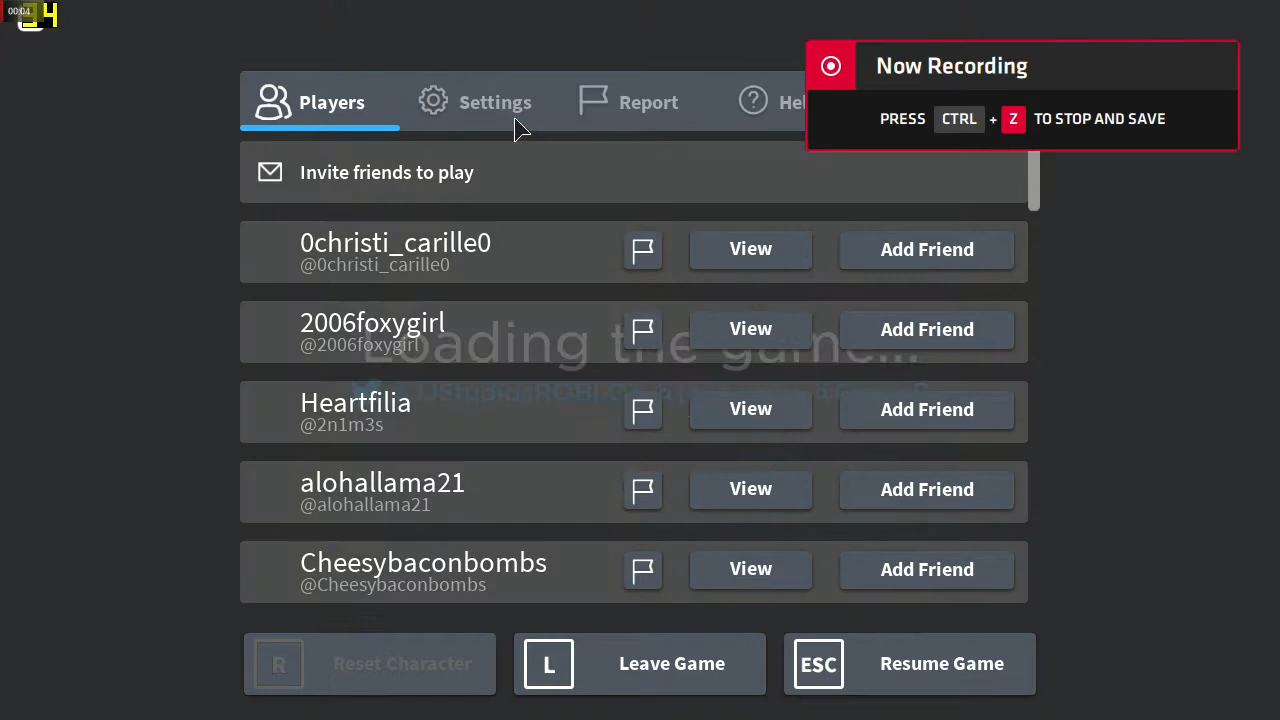 00:04
Now Recording
PRESS CTRL + Z TO STOP AND SAVE
Players Settings Report
Invite friends to play
0christi_carille0
@0christi_carille0
View Add Friend
2006foxygirl
@2006foxygirl
View Add Friend
Loading the game...
Heartfilia
@2n1m3s
View Add Friend
alohallama21
@alohallama21
View Add Friend
Cheesybaconbombs
@Cheesybaconbombs
View Add Friend
R Reset Character L Leave Game ESC Resume Game